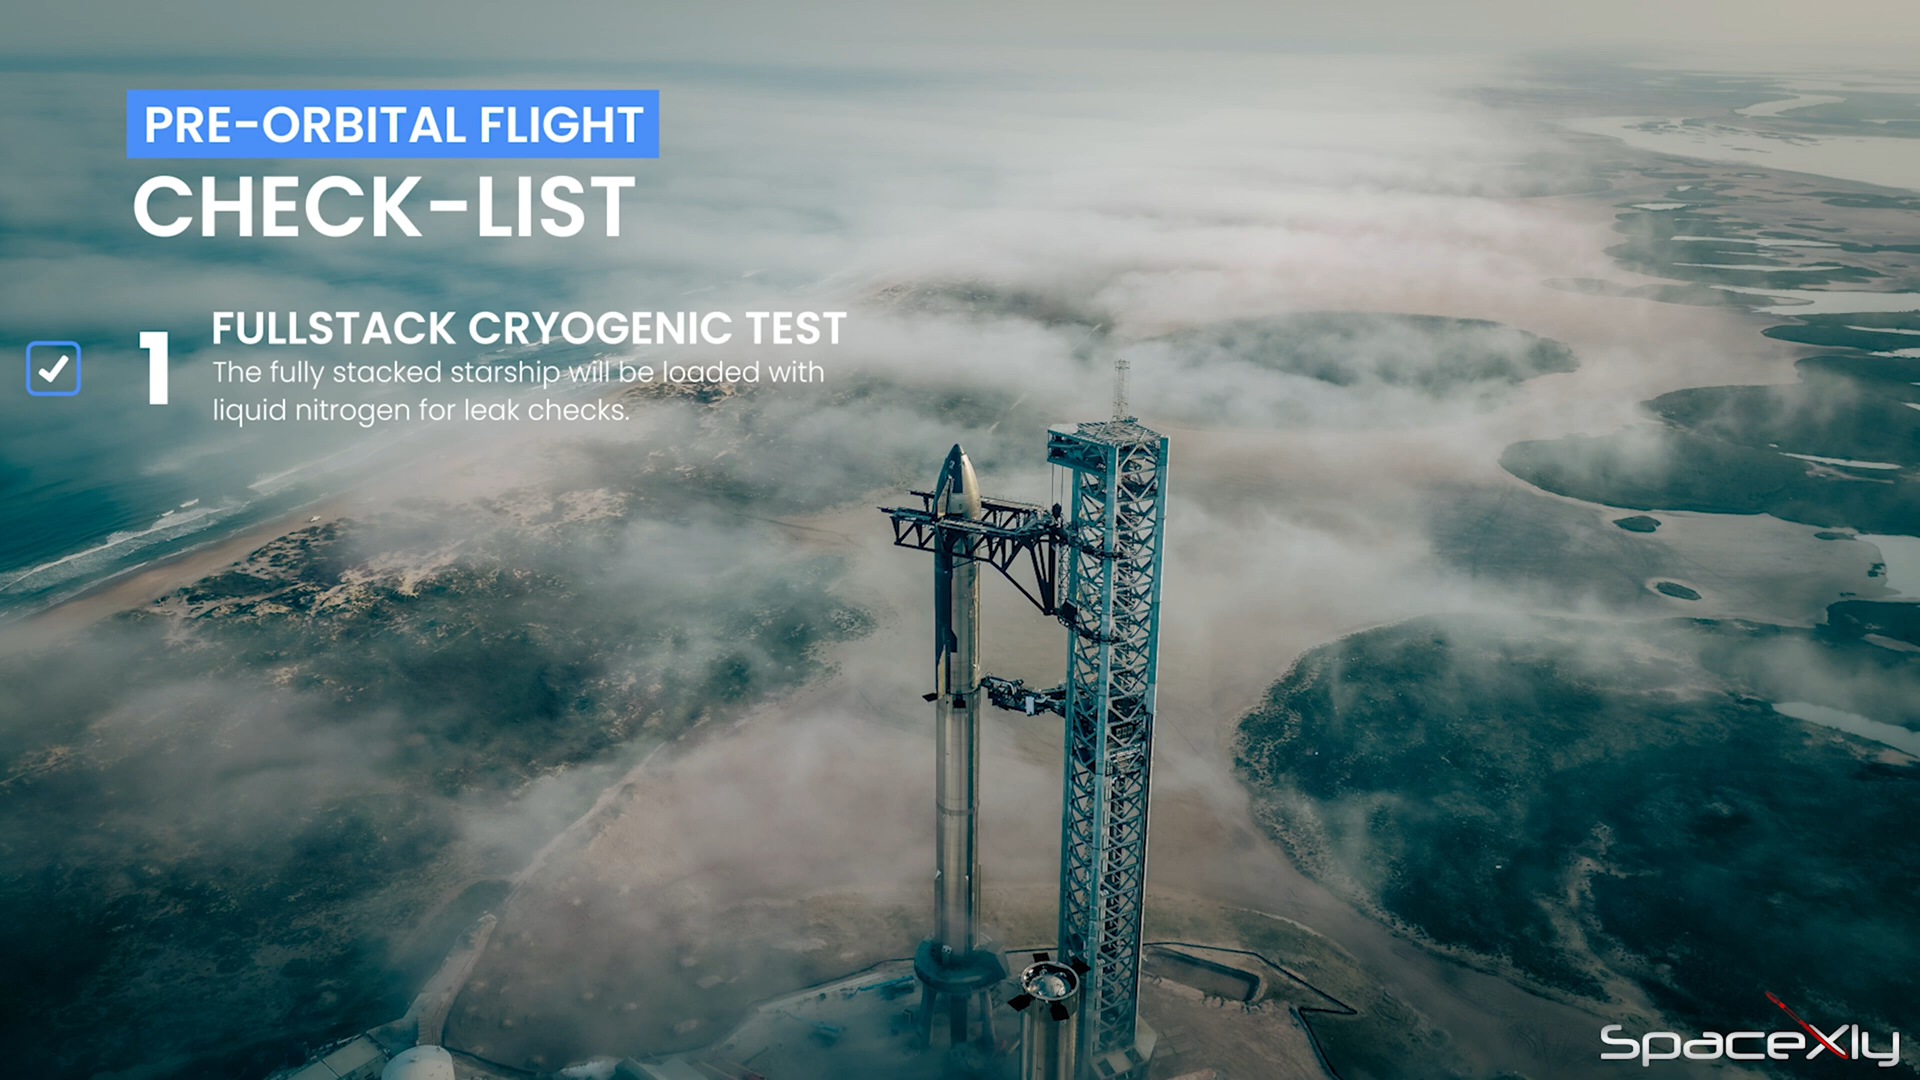 PRE-ORBITAL FLIGHT
CHECK-LIST
1
FULLSTACK CRYOGENIC TEST
The fully stacked starship will be loaded with
liquid nitrogen for leak checks.
SpaceXly